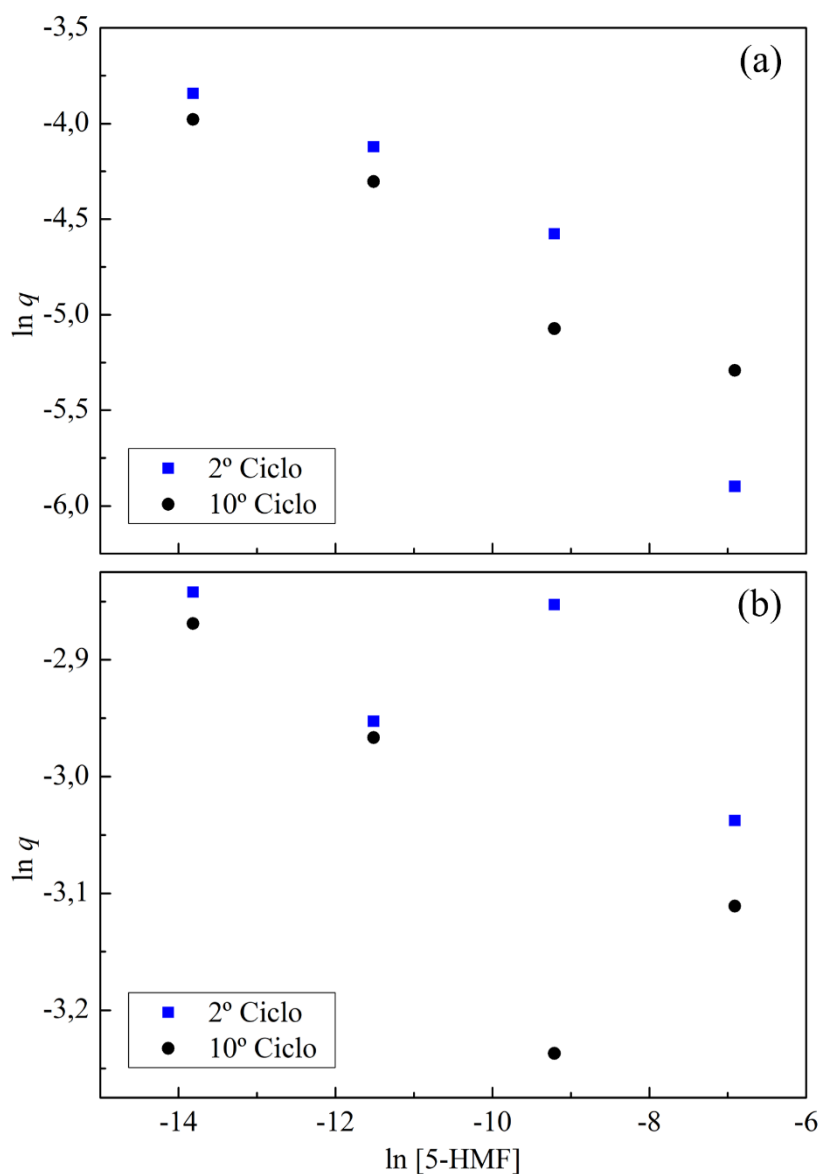 (a)
-3,5
-4,0
-4,5
-5,0
-5,5
-6,0
ln q
2º Ciclo
10º Ciclo
(b)
-2,9
-3,0
-3,1
-3,2
ln q
2º Ciclo
10º Ciclo
-14 -12 -10 -8 -6
ln [5-HMF]